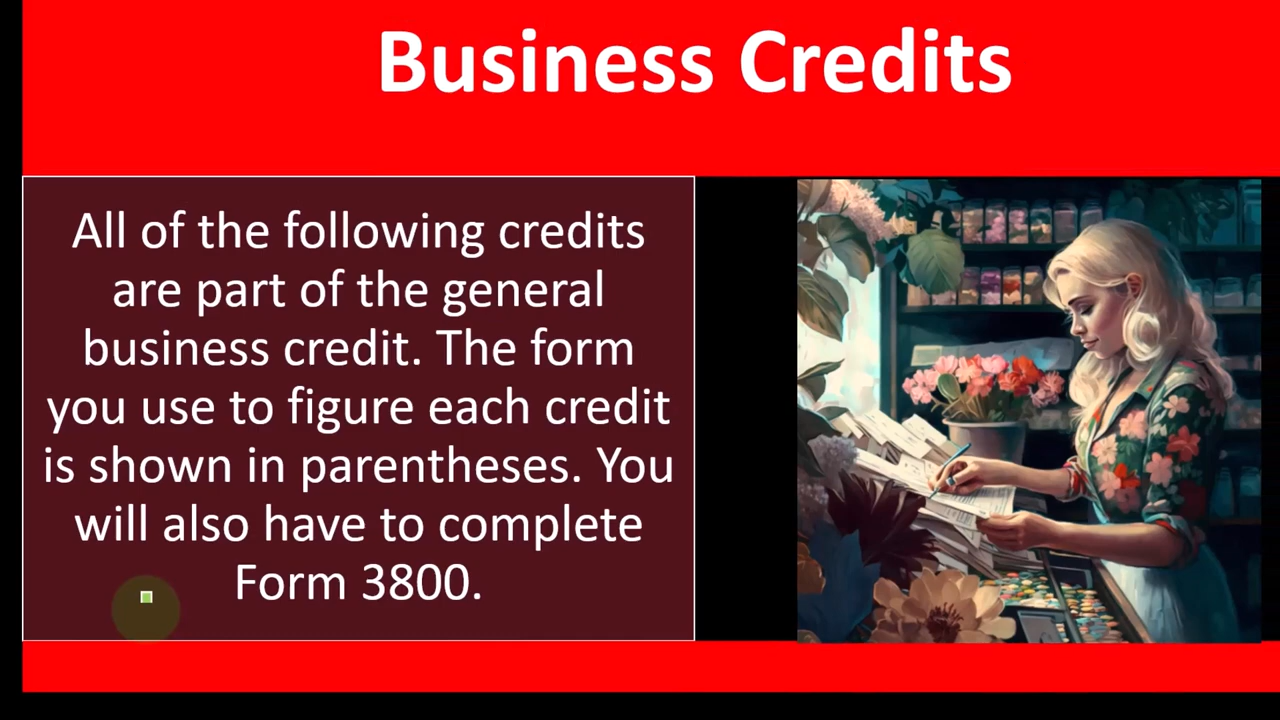 Business Credits
All of the following credits
are part of the general
business credit. The form
you use to figure each credit
is shown in parentheses. You
will also have to complete
Form 3800.